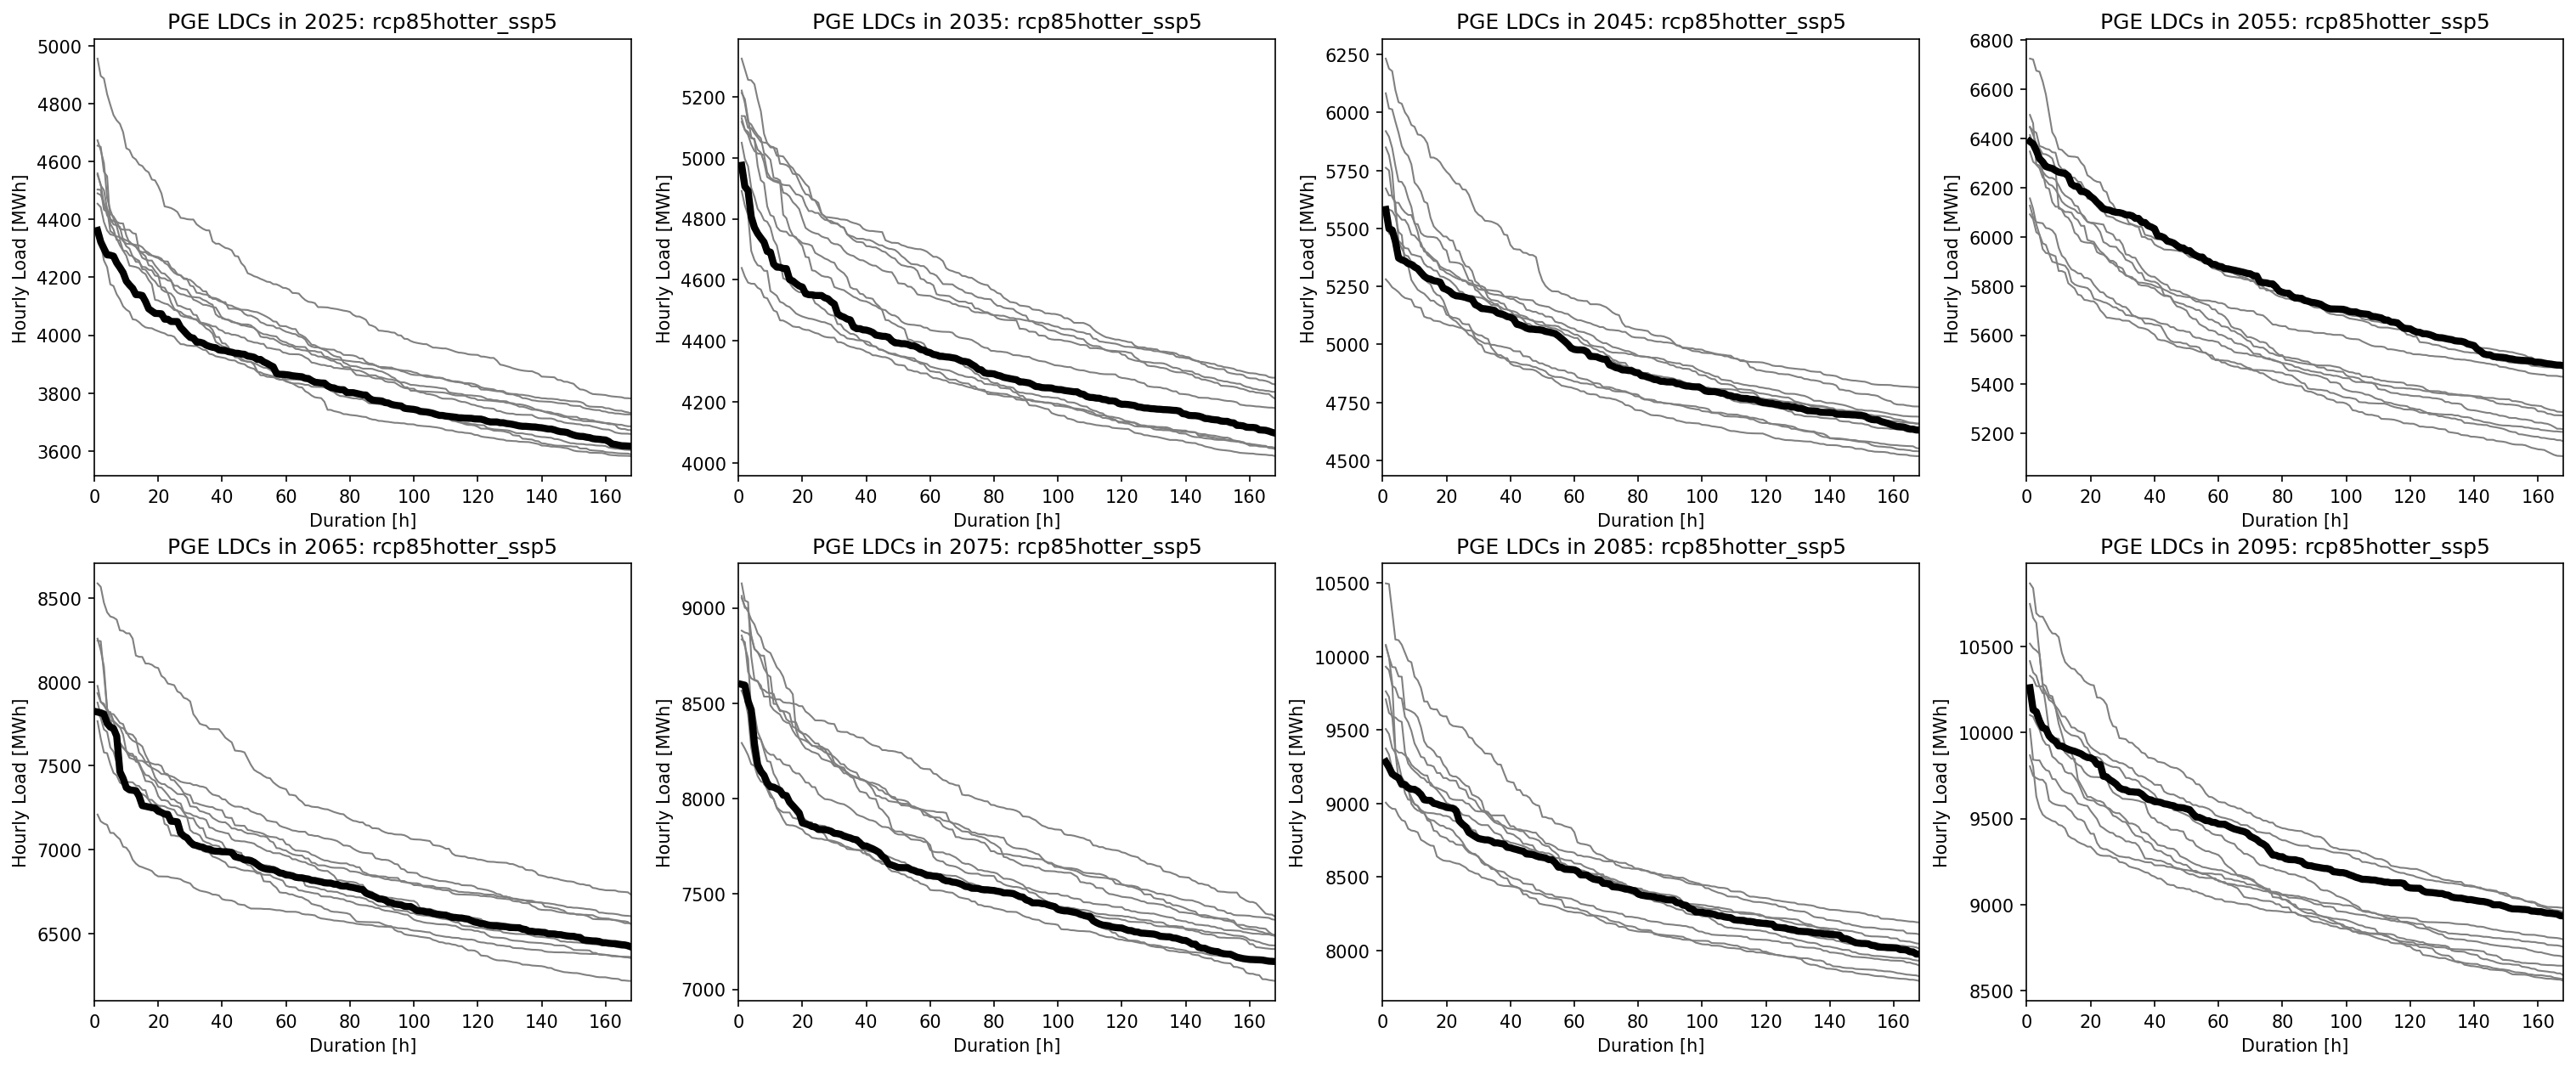 PGE LDCs in 2025: rcp85hotter_ssp5
5000
4800
4600
4400
4200
4000
3800
3600
Hourly Load [MWh]
0 20 40 60 80 100 120 140 160
Duration [h]
PGE LDCs in 2035: rcp85hotter_ssp5
5200
5000
4800
4600
4400
4200
4000
Hourly Load [MWh]
0 20 40 60 80 100 120 140 160
Duration [h]
PGE LDCs in 2045: rcp85hotter_ssp5
6250
6000
5750
5500
5250
5000
4750
4500
Hourly Load [MWh]
0 20 40 60 80 100 120 140 160
Duration [h]
PGE LDCs in 2055: rcp85hotter_ssp5
6800
6600
6400
6200
6000
5800
5600
5400
5200
Hourly Load [MWh]
0 20 40 60 80 100 120 140 160
Duration [h]
PGE LDCs in 2065: rcp85hotter_ssp5
8500
8000
7500
7000
6500
Hourly Load [MWh]
0 20 40 60 80 100 120 140 160
Duration [h]
PGE LDCs in 2075: rcp85hotter_ssp5
9000
8500
8000
7500
7000
Hourly Load [MWh]
0 20 40 60 80 100 120 140 160
Duration [h]
PGE LDCs in 2085: rcp85hotter_ssp5
10500
10000
9500
9000
8500
8000
Hourly Load [MWh]
0 20 40 60 80 100 120 140 160
Duration [h]
PGE LDCs in 2095: rcp85hotter_ssp5
10500
10000
9500
9000
8500
Hourly Load [MWh]
0 20 40 60 80 100 120 140 160
Duration [h]